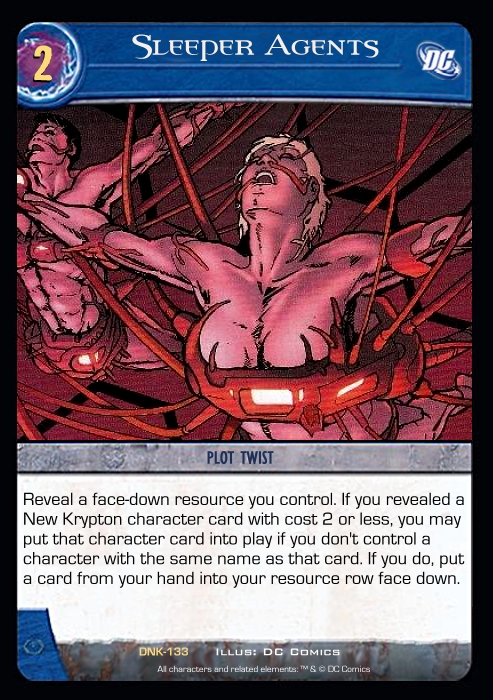 2
SLEEPER AGENTS
DC
PLOT TWIST
Reveal a face-down resource you control. If you revealed a
New Krypton character card with cost 2 or less, you may
put that character card into play if you don't control a
character with the same name as that card. If you do, put
a card from your hand into your resource row face down.
DNK-133 ILLUS: DC COMICS
All characters and related elements: ™ & © DC Comics